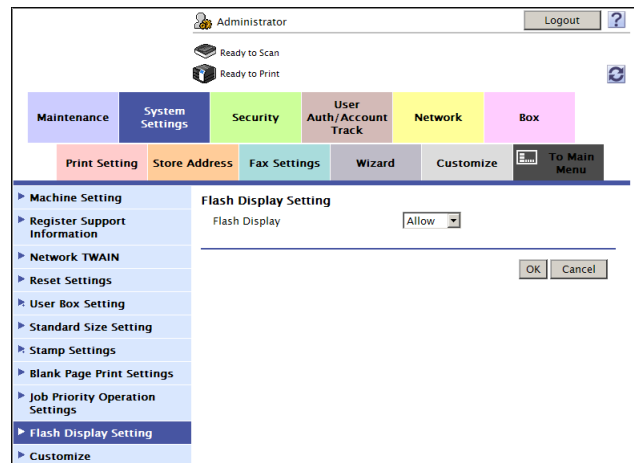 Administrator
Logout
?
Ready to Scan
Ready to Print
Maintenance
System
Settings
Security
User
Auth/Account
Track
Network
Box
Print Setting
Store Address
Fax Settings
Wizard
Customize
To Main
Menu
Machine Setting
Register Support
Information
Network TWAIN
Reset Settings
User Box Setting
Standard Size Setting
Stamp Settings
Blank Page Print Settings
Job Priority Operation
Settings
Flash Display Setting
Customize
Flash Display Setting
Flash Display
Allow
OK
Cancel